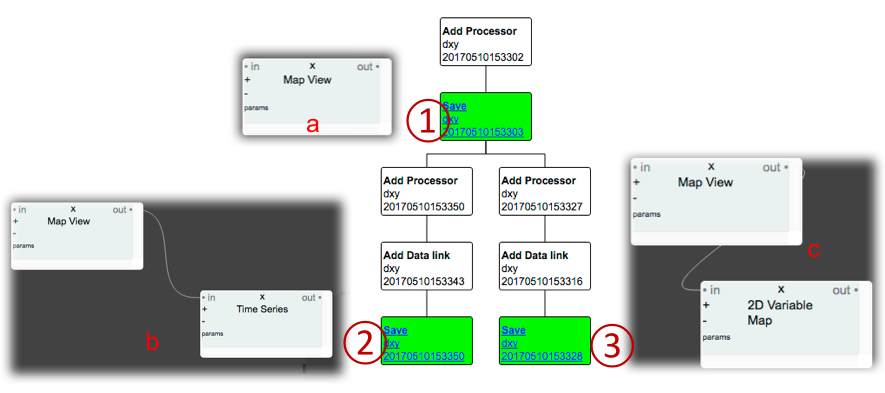 Add Processor
dxy
20170510153302
• in x out •
+ Map View
-
params
a
1
Save
dxy
20170510153303
Add Processor
dxy
20170510153350
Add Processor
dxy
20170510153327
• in x out •
+ Map View
-
params
c
• in x out •
+ Map View
-
params
Add Data link
dxy
20170510153343
Add Data link
dxy
20170510153316
• in x out •
+ Time Series
-
params
b
• in x out •
+ 2D Variable
- Map
params
2
Save
dxy
20170510153350
Save
dxy
20170510153328
3